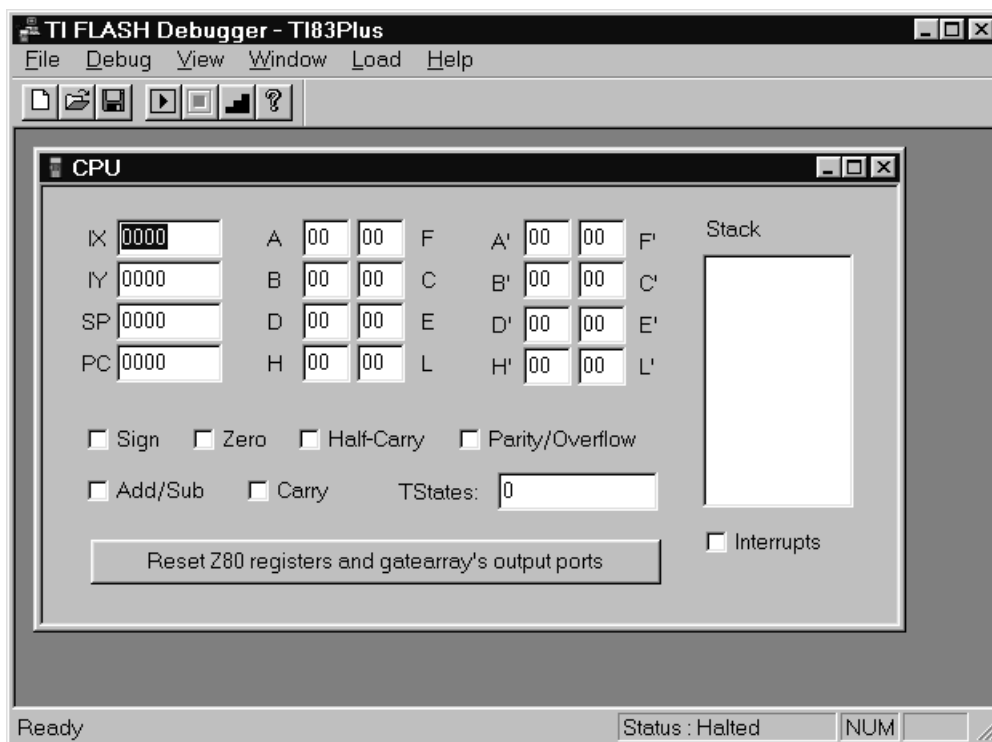 TI FLASH Debugger - TI83Plus
File Debug View Window Load Help
CPU
IX 0000 A 00 00 F A' 00 00 F' Stack
IY 0000 B 00 00 C B' 00 00 C'
SP 0000 D 00 00 E D' 00 00 E'
PC 0000 H 00 00 L H' 00 00 L'
Sign Zero Half-Carry Parity/Overflow
Add/Sub Carry TStates: 0
Interrupts
Reset Z80 registers and gatearray's output ports
Ready Status : Halted NUM